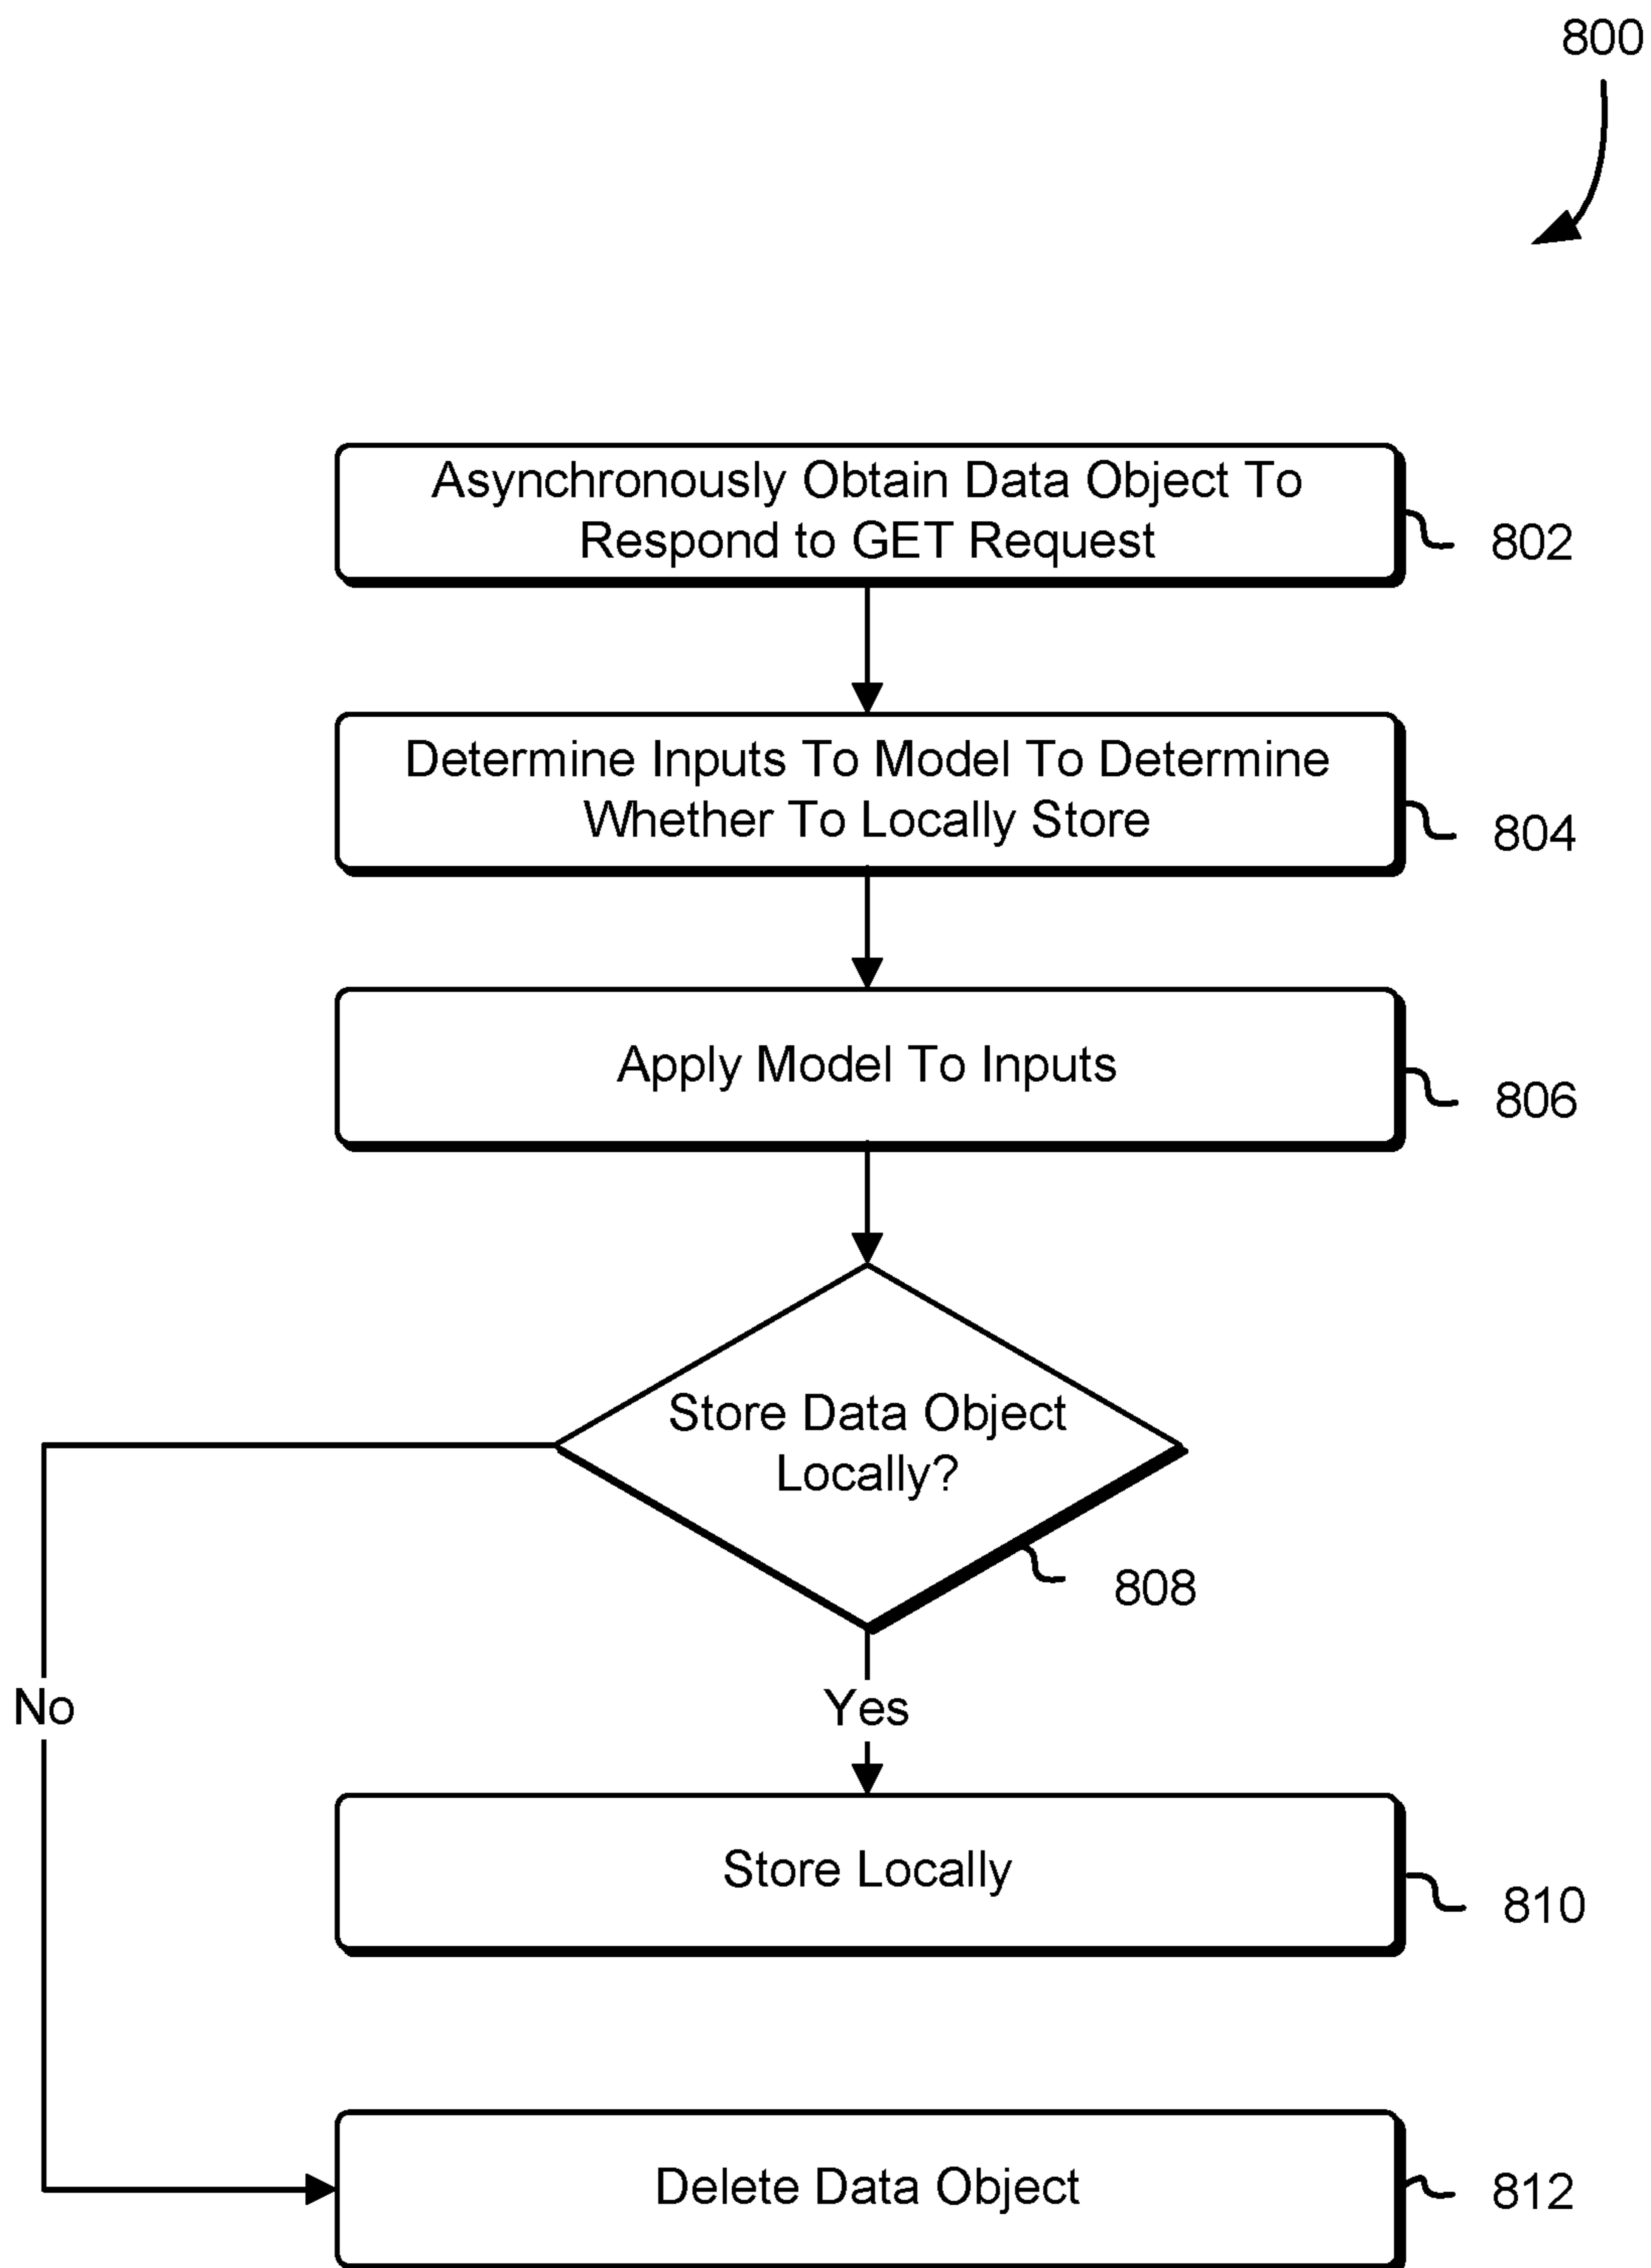 800
Asynchronously Obtain Data Object To
Respond to GET Request
802
Determine Inputs To Model To Determine
Whether To Locally Store
804
Apply Model To Inputs
806
Store Data Object
Locally?
808
No
Yes
Store Locally
810
Delete Data Object
812